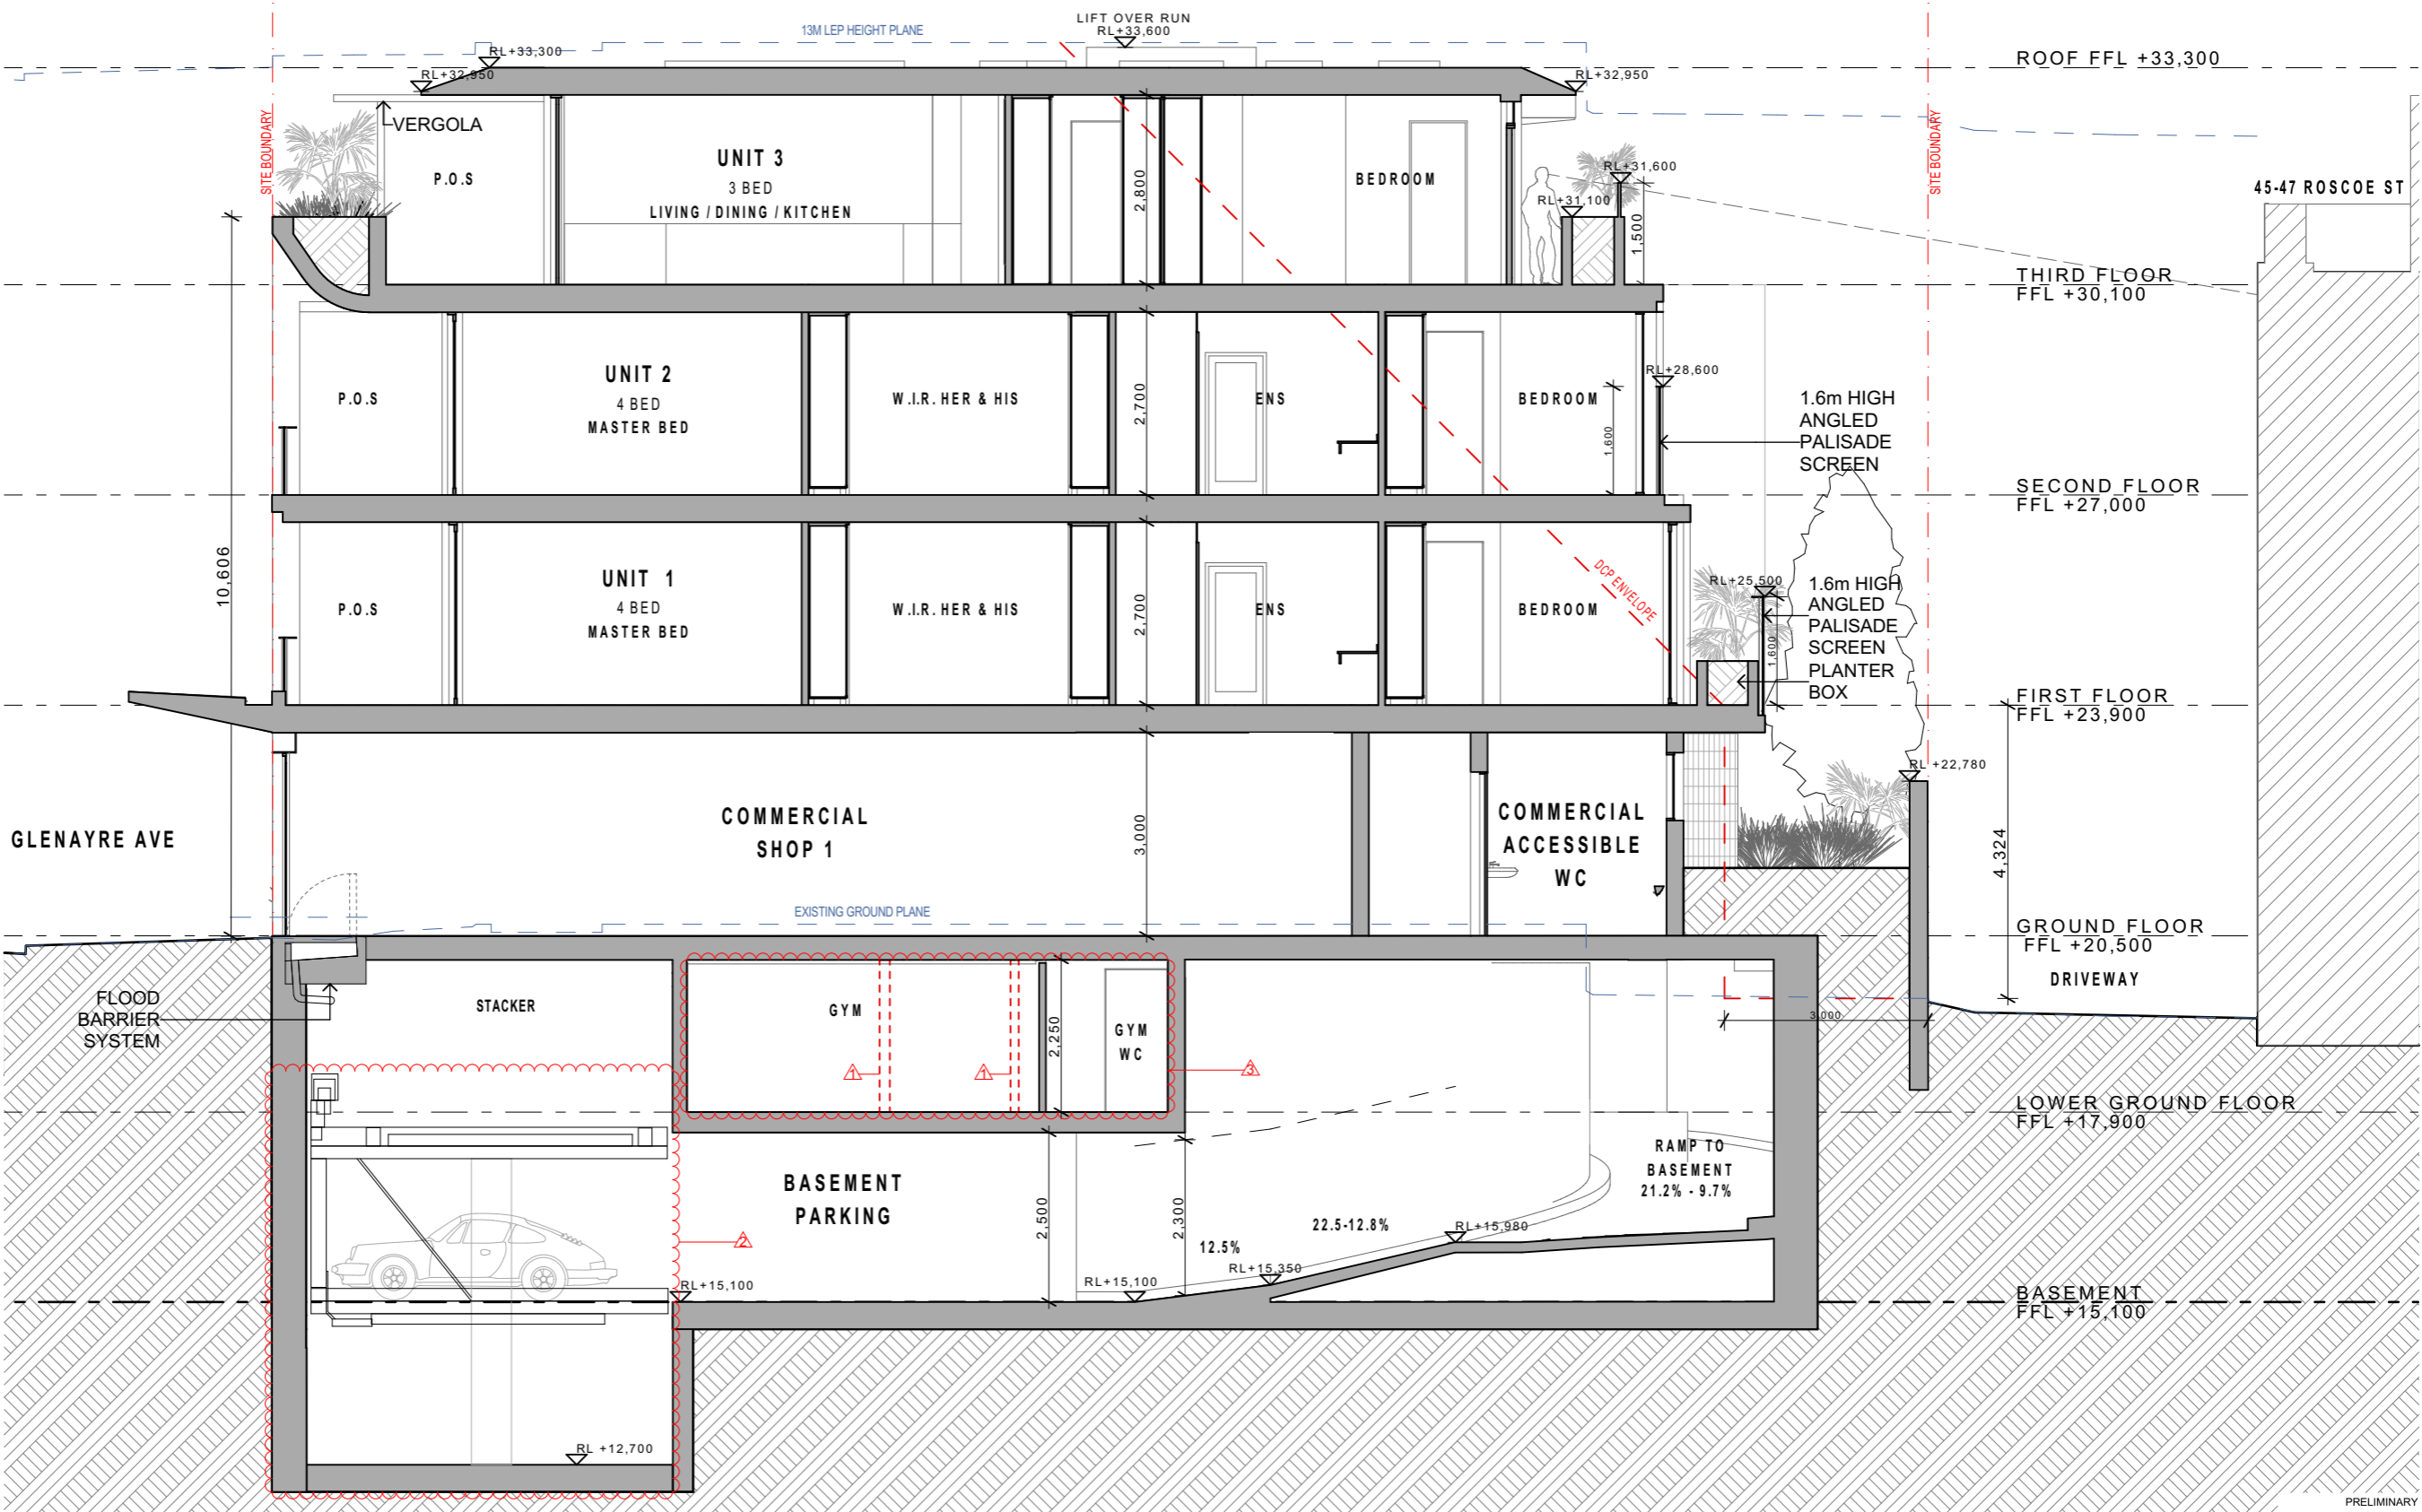 LIFT OVER RUN
RL+33,600
13M LEP HEIGHT PLANE
RL+33,300
ROOF FFL +33,300
RL+32,950
RL+32,950
VERGOLA
SITE BOUNDARY
SITE BOUNDARY
P.O.S
UNIT 3
3 BED
LIVING / DINING / KITCHEN
2,800
BEDROOM
RL+31,600
RL+31,100
1,500
45-47 ROSCOE ST
THIRD FLOOR
FFL +30,100
P.O.S
UNIT 2
4 BED
MASTER BED
W.I.R. HER & HIS
2,700
ENS
BEDROOM
RL+28,600
1,600
1.6m HIGH
ANGLED
PALISADE
SCREEN
SECOND FLOOR
FFL +27,000
10,606
P.O.S
UNIT 1
4 BED
MASTER BED
W.I.R. HER & HIS
2,700
ENS
BEDROOM
DCP ENVELOPE
RL+25,500
1,600
1.6m HIGH
ANGLED
PALISADE
SCREEN
PLANTER
BOX
FIRST FLOOR
FFL +23,900
RL +22,780
GLENAYRE AVE
COMMERCIAL
SHOP 1
3,000
COMMERCIAL
ACCESSIBLE
WC
4,324
EXISTING GROUND PLANE
GROUND FLOOR
FFL +20,500
DRIVEWAY
FLOOD
BARRIER
SYSTEM
STACKER
GYM
2,250
GYM
WC
3,000
1
1
3
LOWER GROUND FLOOR
FFL +17,900
BASEMENT
PARKING
2,500
2,300
RAMP TO
BASEMENT
21.2% - 9.7%
2
12.5%
22.5-12.8%
RL+15,980
RL+15,350
RL+15,100
RL+15,100
BASEMENT
FFL +15,100
RL +12,700
PRELIMINARY